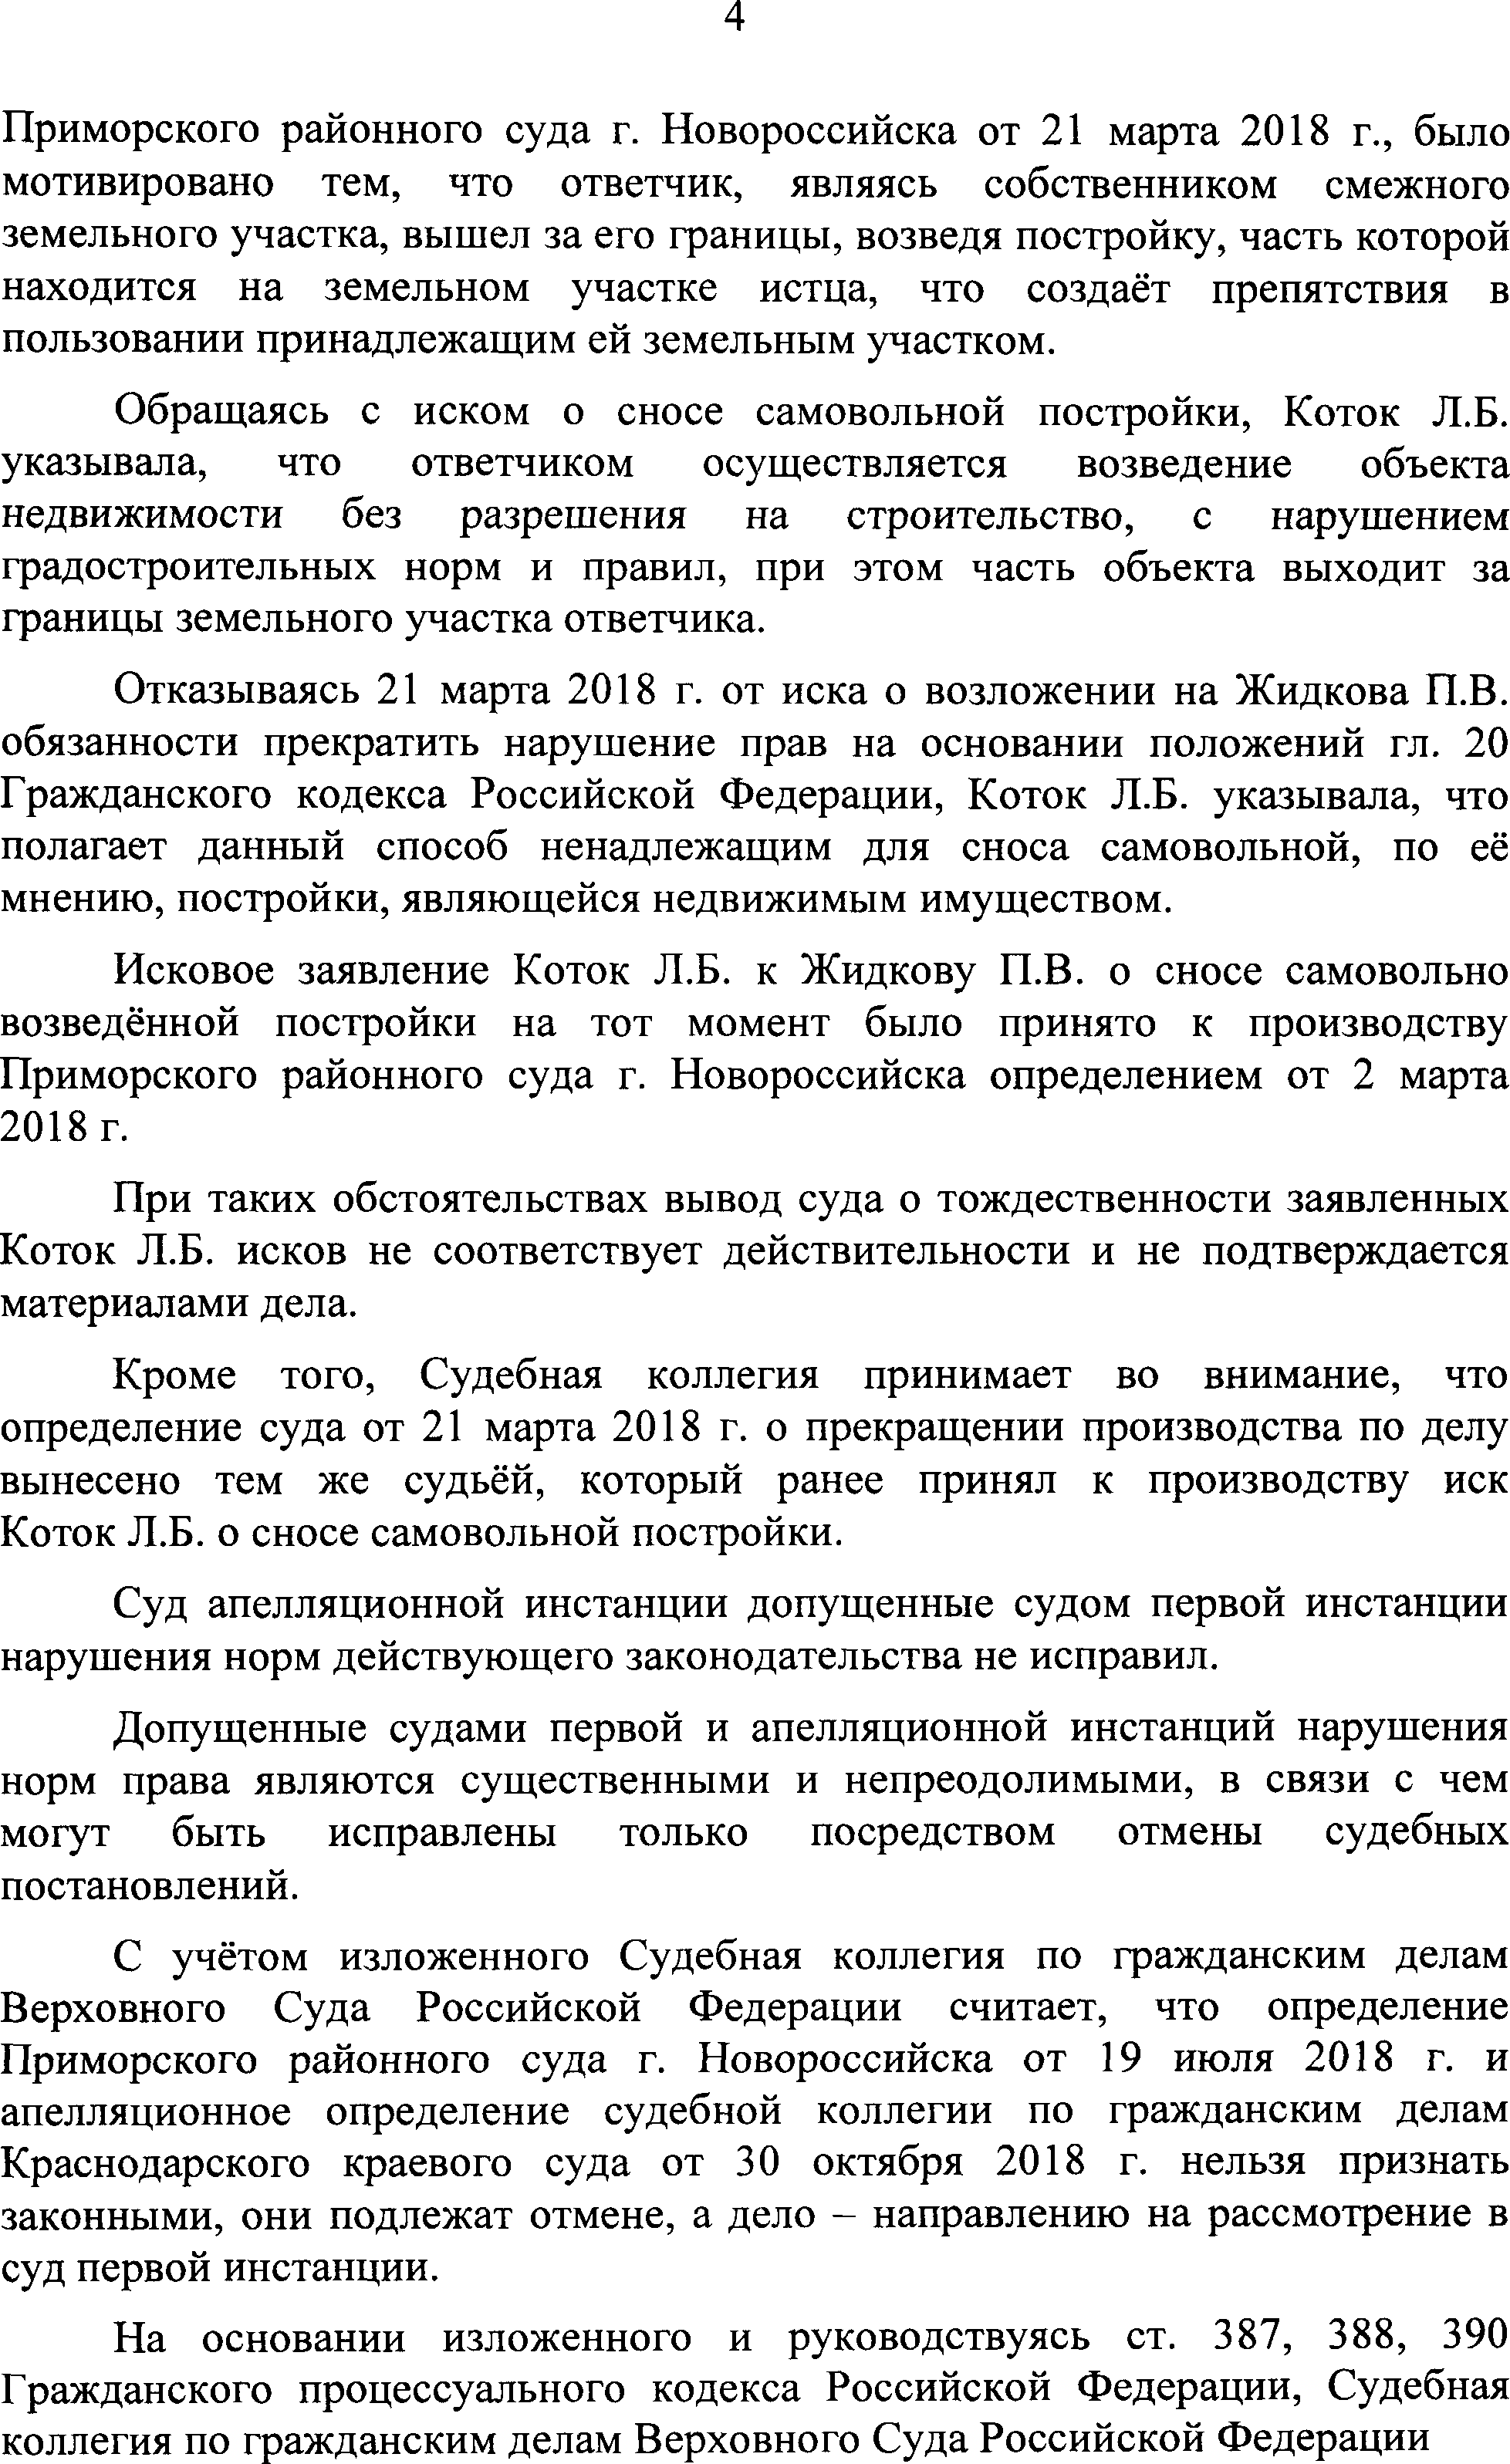 4
Приморского районного суда г. Новороссийска от 21 марта 2018 г., было
мотивировано тем, что ответчик, являясь собственником смежного
земельного участка, вышел за его границы, возведя постройку, часть которой
находится на земельном участке истца, что создаёт препятствия в
пользовании принадлежащим ей земельным участком.
Обращаясь с иском о сносе самовольной постройки, Коток Л.Б.
указывала, что ответчиком осуществляется возведение объекта
недвижимости без разрешения на строительство, с нарушением
градостроительных норм и правил, при этом часть объекта выходит за
границы земельного участка ответчика.
Отказываясь 21 марта 2018 г. от иска о возложении на Жидкова П.В.
обязанности прекратить нарушение прав на основании положений гл. 20
Гражданского кодекса Российской Федерации, Коток Л.Б. указывала, что
полагает данный способ ненадлежащим для сноса самовольной, по её
мнению, постройки, являющейся недвижимым имуществом.
Исковое заявление Коток Л.Б. к Жидкову П.В. о сносе самовольно
возведённой постройки на тот момент было принято к производству
Приморского районного суда г. Новороссийска определением от 2 марта
2018 г.
При таких обстоятельствах вывод суда о тождественности заявленных
Коток Л.Б. исков не соответствует действительности и не подтверждается
материалами дела.
Кроме того, Судебная коллегия принимает во внимание, что
определение суда от 21 марта 2018 г. о прекращении производства по делу
вынесено тем же судьёй, который ранее принял к производству иск
Коток Л.Б. о сносе самовольной постройки.
Суд апелляционной инстанции допущенные судом первой инстанции
нарушения норм действующего законодательства не исправил.
Допущенные судами первой и апелляционной инстанций нарушения
норм права являются существенными и непреодолимыми, в связи с чем
могут быть исправлены только посредством отмены судебных
постановлений.
С учётом изложенного Судебная коллегия по гражданским делам
Верховного Суда Российской Федерации считает, что определение
Приморского районного суда г. Новороссийска от 19 июля 2018 г. и
апелляционное определение судебной коллегии по гражданским делам
Краснодарского краевого суда от 30 октября 2018 г. нельзя признать
законными, они подлежат отмене, а дело – направлению на рассмотрение в
суд первой инстанции.
На основании изложенного и руководствуясь ст. 387, 388, 390
Гражданского процессуального кодекса Российской Федерации, Судебная
коллегия по гражданским делам Верховного Суда Российской Федерации